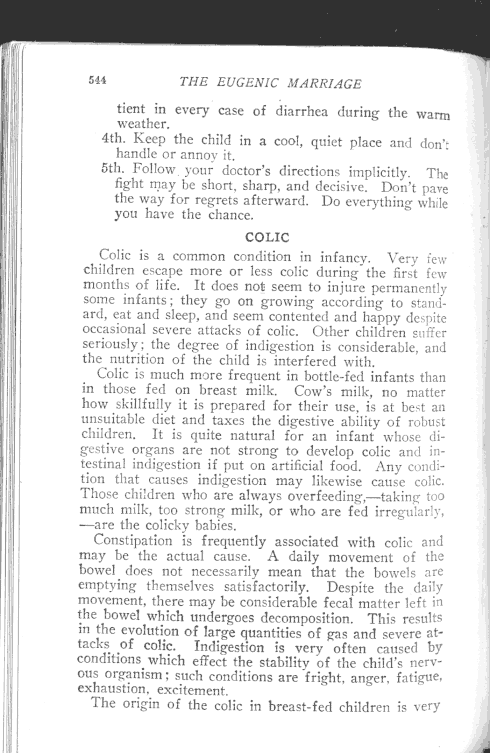 544 THE EUGENIC MARRIAGE
tient in every case of diarrhea during the warm
weather.
4th. Keep the child in a cool, quiet place and don't
handle or annoy it.
5th. Follow your doctor's directions implicitly. The
fight may be short, sharp, and decisive. Don't pave
the way for regrets afterward. Do everything while
you have the chance.
COLIC
Colic is a common condition in infancy. Very few
children escape more or less colic during the first few
months of life. It does not seem to injure permanently
some infants; they go on growing according to stand-
ard, eat and sleep, and seem contented and happy despite
occasional severe attacks of colic. Other children suffer
seriously; the degree of indigestion is considerable, and
the nutrition of the child is interfered with.
Colic is much more frequent in bottle-fed infants than
in those fed on breast milk. Cow's milk, no matter
how skillfully it is prepared for their use, is at best an
unsuitable diet and taxes the digestive ability of robust
children. It is quite natural for an infant whose di-
gestive organs are not strong to develop colic and in-
testinal indigestion if put on artificial food. Any condi-
tion that causes indigestion may likewise cause colic.
Those children who are always overfeeding,—taking too
much milk, too strong milk, or who are fed irregularly,
—are the colicky babies.
Constipation is frequently associated with colic and
may be the actual cause. A daily movement of the
bowel does not necessarily mean that the bowels are
emptying themselves satisfactorily. Despite the daily
movement, there may be considerable fecal matter left in
the bowel which undergoes decomposition. This results
in the evolution of large quantities of gas and severe at-
tacks of colic. Indigestion is very often caused by
conditions which effect the stability of the child's nerv-
ous organism; such conditions are fright, anger, fatigue,
exhaustion, excitement.
The origin of the colic in breast-fed children is very